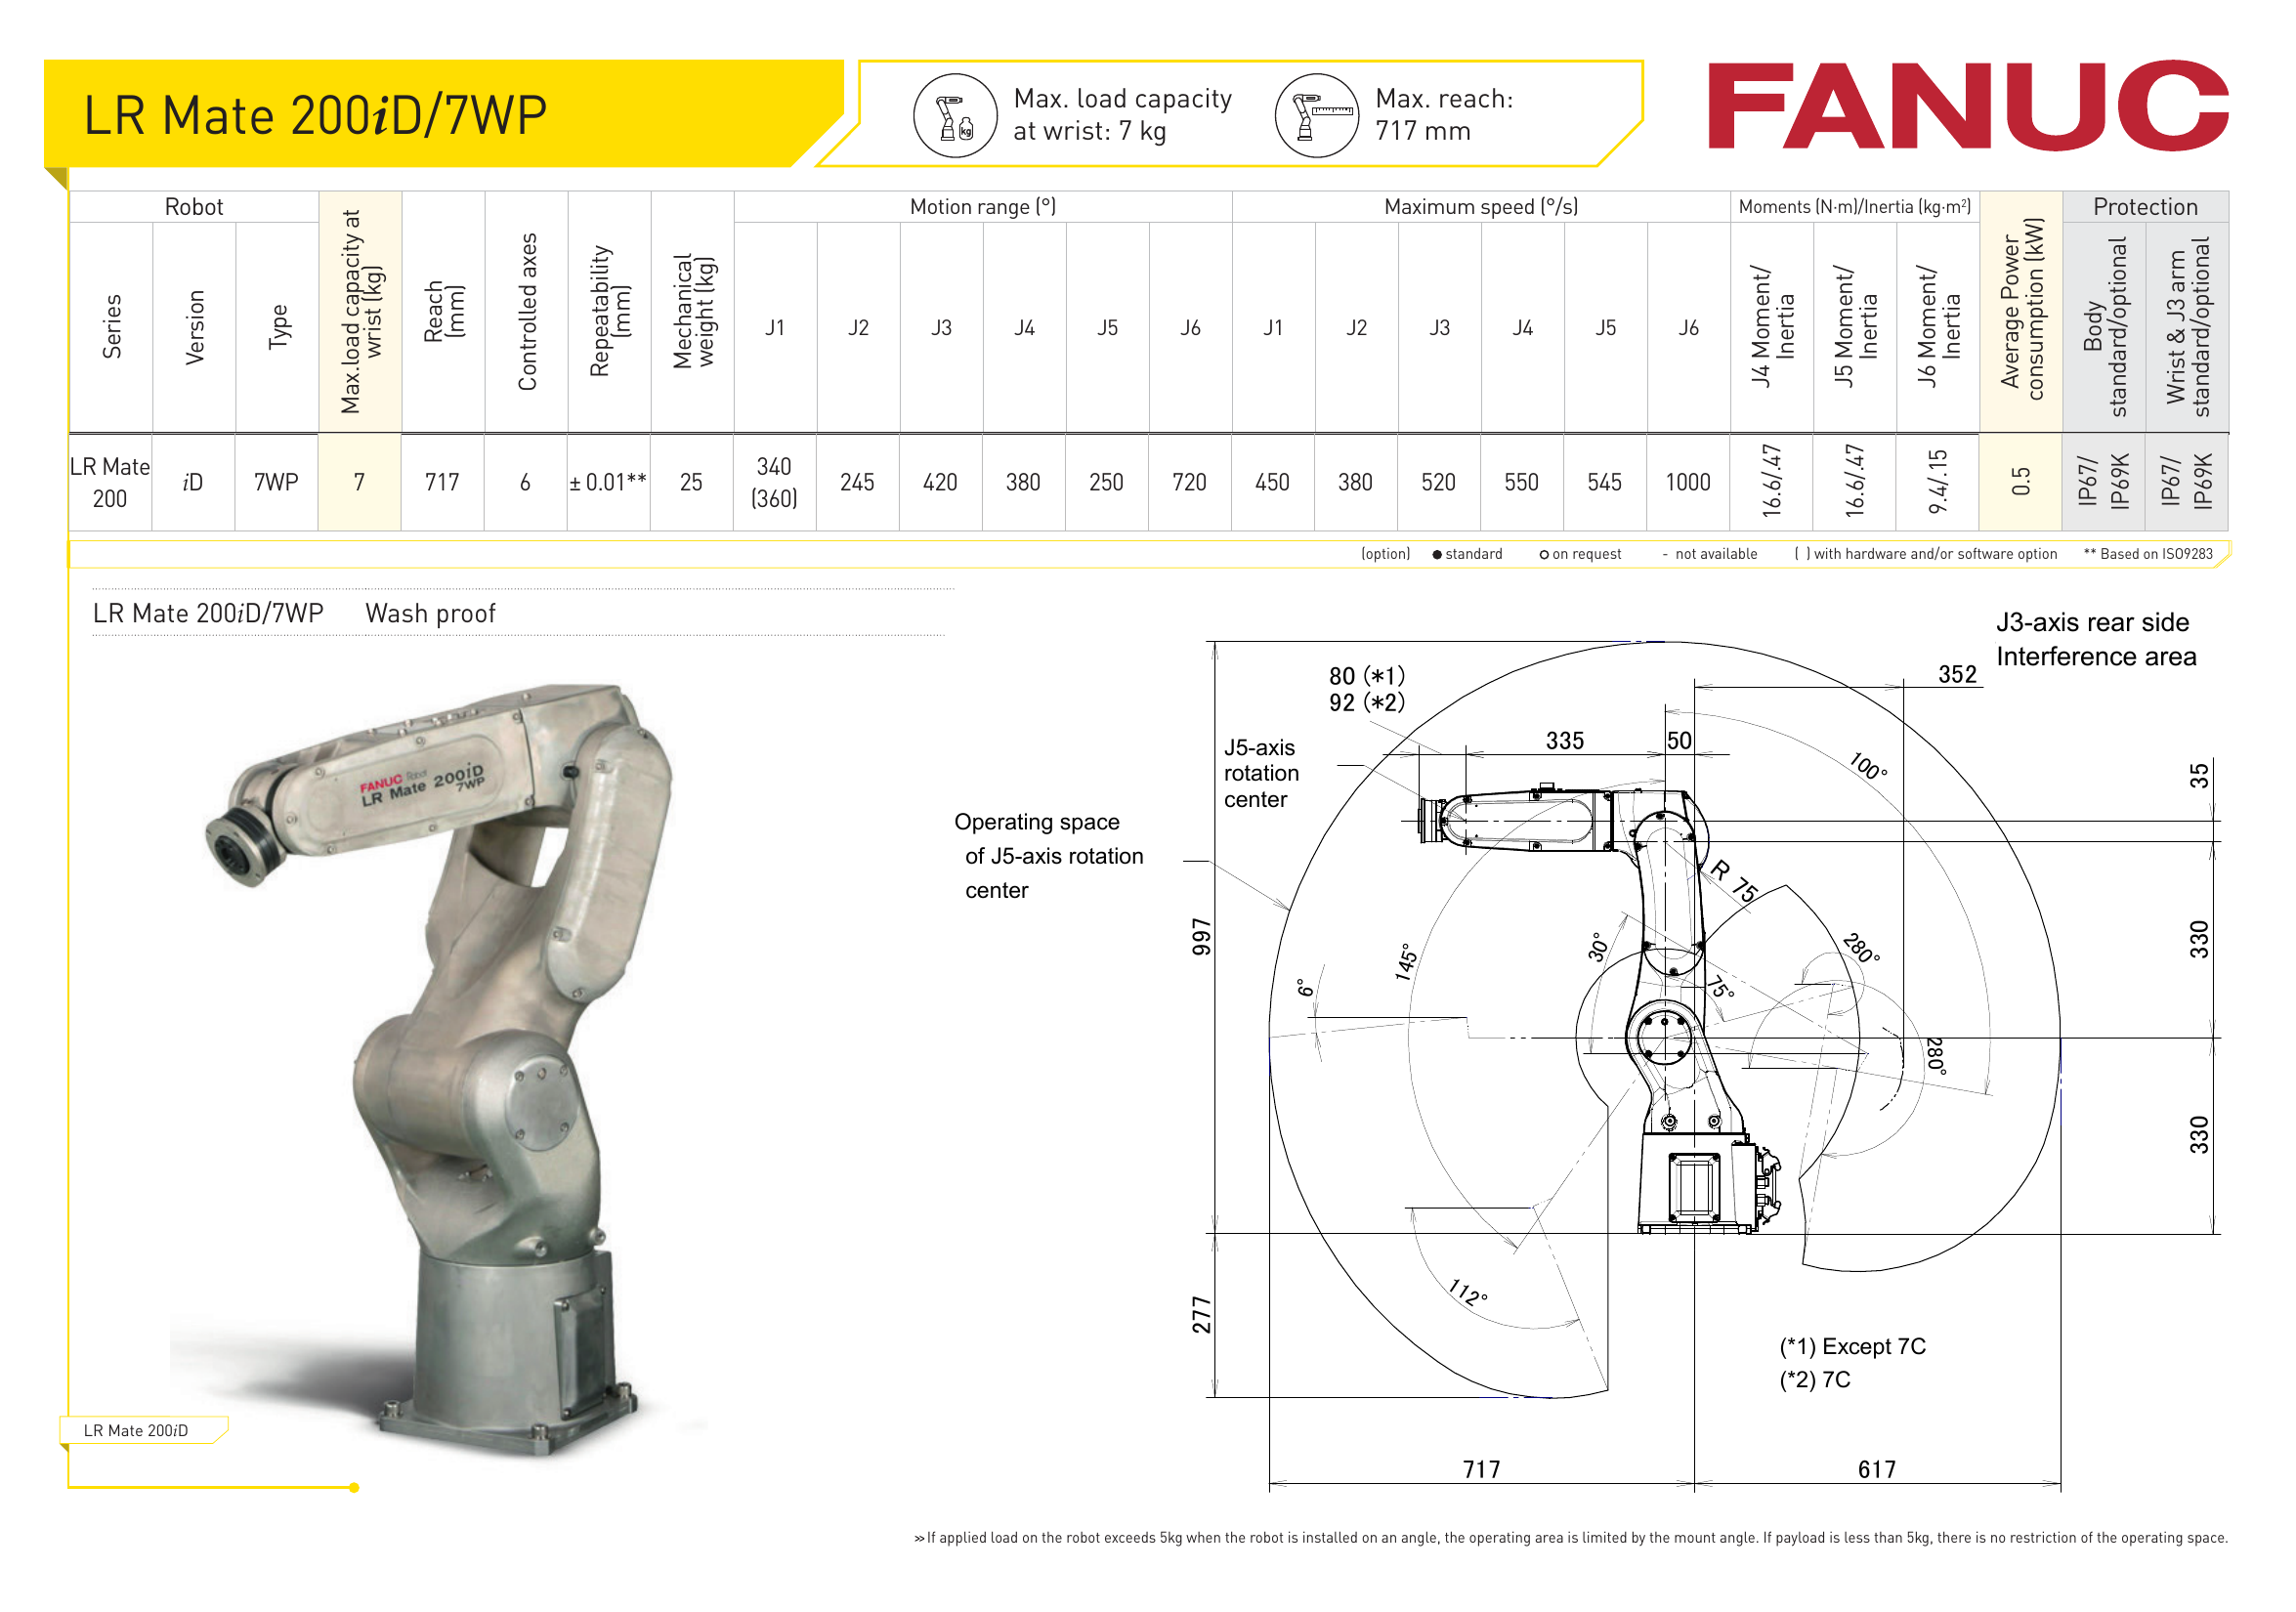 LR Mate 200iD/7WP
Max. load capacity
at wrist: 7 kg
kg
Max. reach:
717 mm
FANUC
Robot
Max.load capacity at
wrist (kg)
Reach
(mm)
Controlled axes
Repeatability
(mm)
Mechanical
weight (kg)
Motion range (°)
Maximum speed (°/s)
Moments (N·m)/Inertia (kg·m²)
Average Power
consumption (kW)
Protection
Series
Version
Type
J1
J2
J3
J4
J5
J6
J1
J2
J3
J4
J5
J6
J4 Moment/
Inertia
J5 Moment/
Inertia
J6 Moment/
Inertia
Body
standard/optional
Wrist & J3 arm
standard/optional
LR Mate
200
iD
7WP
7
717
6
± 0.01**
25
340
(360)
245
420
380
250
720
450
380
520
550
545
1000
16.6/.47
16.6/.47
9.4/.15
0.5
IP67/
IP69K
IP67/
IP69K
(option) ● standard ○ on request - not available ( ) with hardware and/or software option ** Based on ISO9283
LR Mate 200iD/7WP Wash proof
FANUC Robot
LR Mate 200iD
7WP
J3-axis rear side
Interference area
352
80 (*1)
92 (*2)
J5-axis
rotation
center
335
50
100°
35
Operating space
of J5-axis rotation
center
R 75
997
145°
30°
280°
330
6°
75°
280°
330
277
112°
(*1) Except 7C
(*2) 7C
LR Mate 200iD
717
617
>> If applied load on the robot exceeds 5kg when the robot is installed on an angle, the operating area is limited by the mount angle. If payload is less than 5kg, there is no restriction of the operating space.